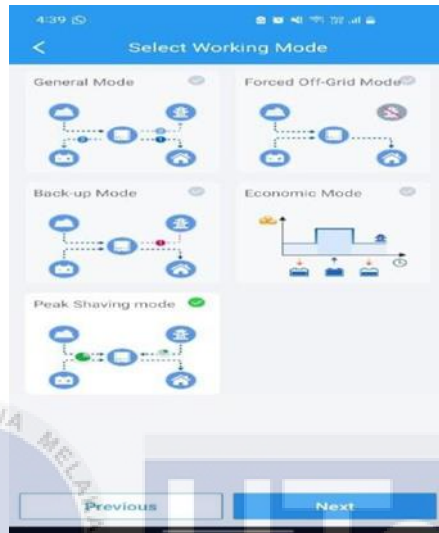 4:39
Select Working Mode
General Mode
Forced Off-Grid Mode
Back-up Mode
Economic Mode
Peak Shaving mode
Previous
Next